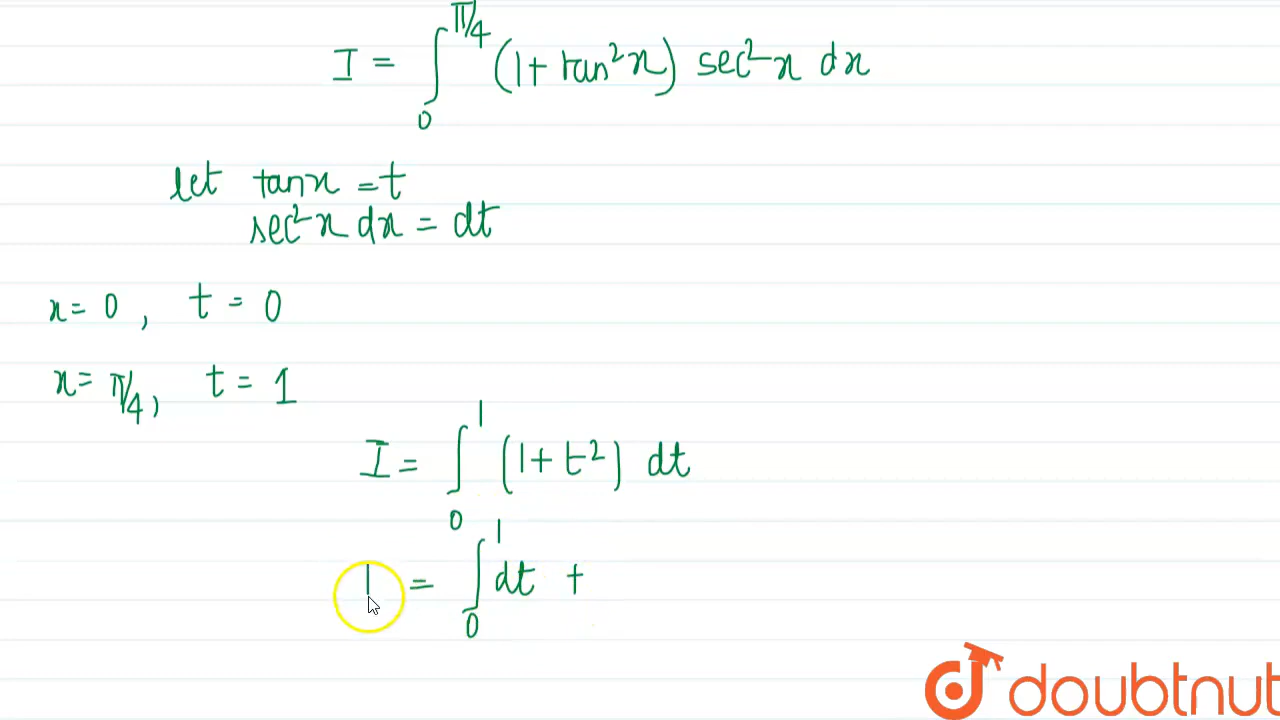 I = ∫₀^π/4 (1 + tan²x) sec²x dx
let tanx = t
sec²x dx = dt
x = 0, t = 0
x = π/4, t = 1
I = ∫₀¹ (1 + t²) dt
I = ∫₀¹ dt +
doubtnut